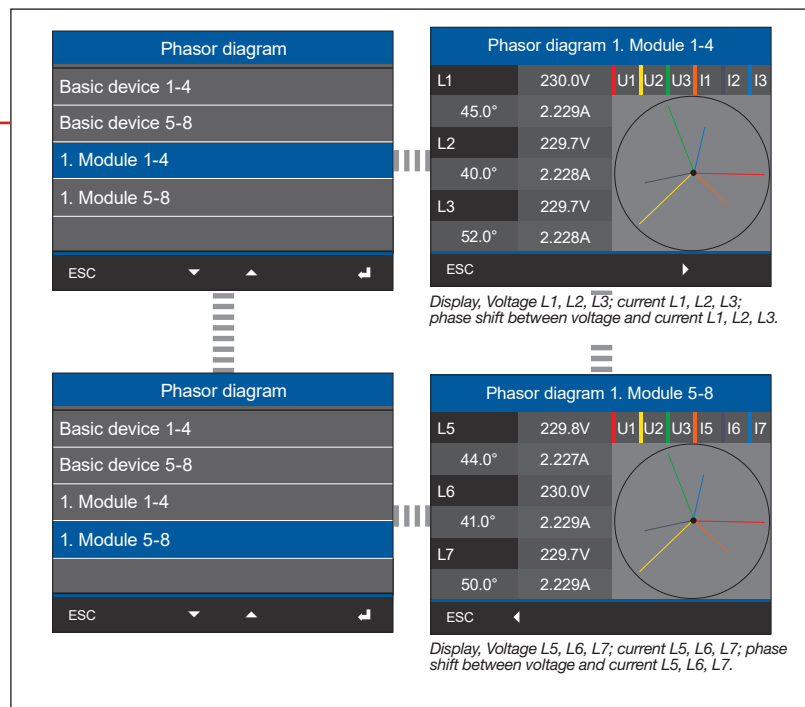 Phasor diagram
Basic device 1-4
Basic device 5-8
1. Module 1-4
1. Module 5-8
ESC
Phasor diagram 1. Module 1-4
L1 230.0V U1 U2 U3 I1 I2 I3
45.0° 2.229A
L2 229.7V
40.0° 2.228A
L3 229.7V
52.0° 2.228A
ESC
Display, Voltage L1, L2, L3; current L1, L2, L3;
phase shift between voltage and current L1, L2, L3.
Phasor diagram
Basic device 1-4
Basic device 5-8
1. Module 1-4
1. Module 5-8
ESC
Phasor diagram 1. Module 5-8
L5 229.8V U1 U2 U3 I5 I6 I7
44.0° 2.227A
L6 230.0V
41.0° 2.229A
L7 229.7V
50.0° 2.229A
ESC
Display, Voltage L5, L6, L7; current L5, L6, L7; phase
shift between voltage and current L5, L6, L7.